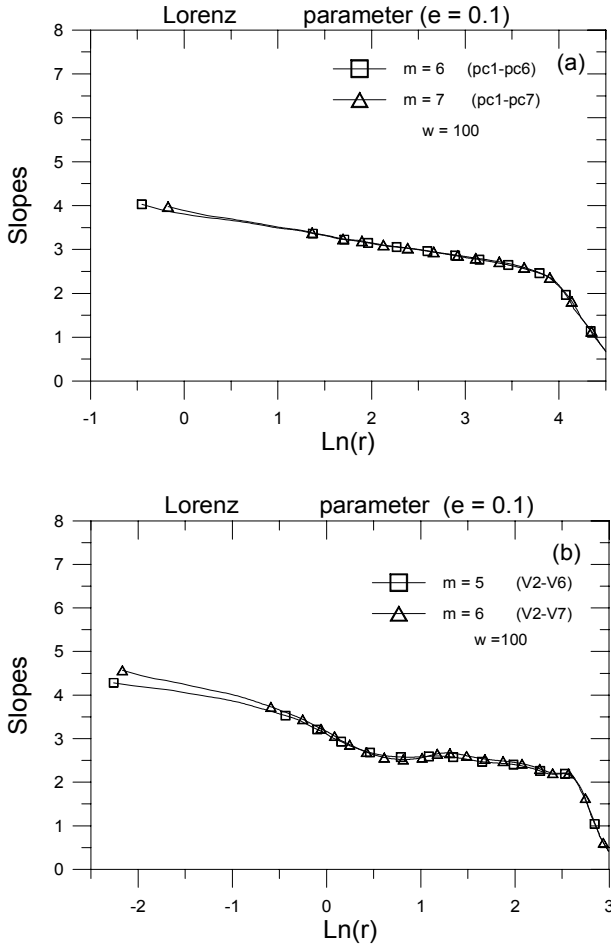 Lorenz parameter (e = 0.1)
8
7
6
5
4
3
2
1
0
Slopes
(a)
m = 6 (pc1-pc6)
m = 7 (pc1-pc7)
w = 100
-1 0 1 2 3 4
Ln(r)
Lorenz parameter (e = 0.1)
8
7
6
5
4
3
2
1
0
Slopes
(b)
m = 5 (V2-V6)
m = 6 (V2-V7)
w =100
-2 -1 0 1 2 3
Ln(r)